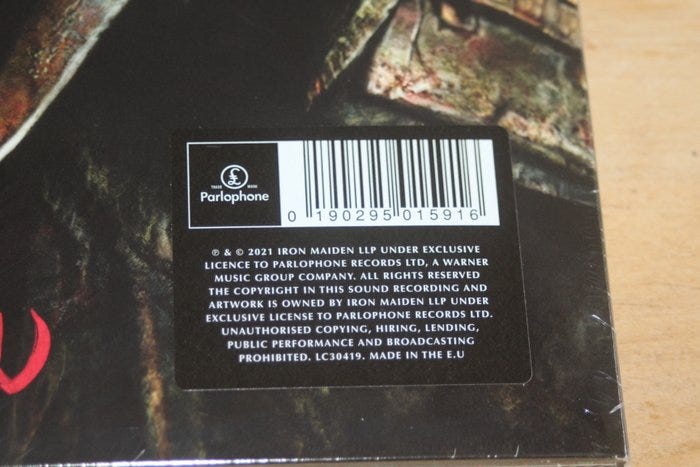 TRADE MARK
Parlophone
0 190295 015916
℗ & © 2021 IRON MAIDEN LLP UNDER EXCLUSIVE
LICENCE TO PARLOPHONE RECORDS LTD, A WARNER
MUSIC GROUP COMPANY. ALL RIGHTS RESERVED
THE COPYRIGHT IN THIS SOUND RECORDING AND
ARTWORK IS OWNED BY IRON MAIDEN LLP UNDER
EXCLUSIVE LICENSE TO PARLOPHONE RECORDS LTD.
UNAUTHORISED COPYING, HIRING, LENDING,
PUBLIC PERFORMANCE AND BROADCASTING
PROHIBITED. LC30419. MADE IN THE E.U